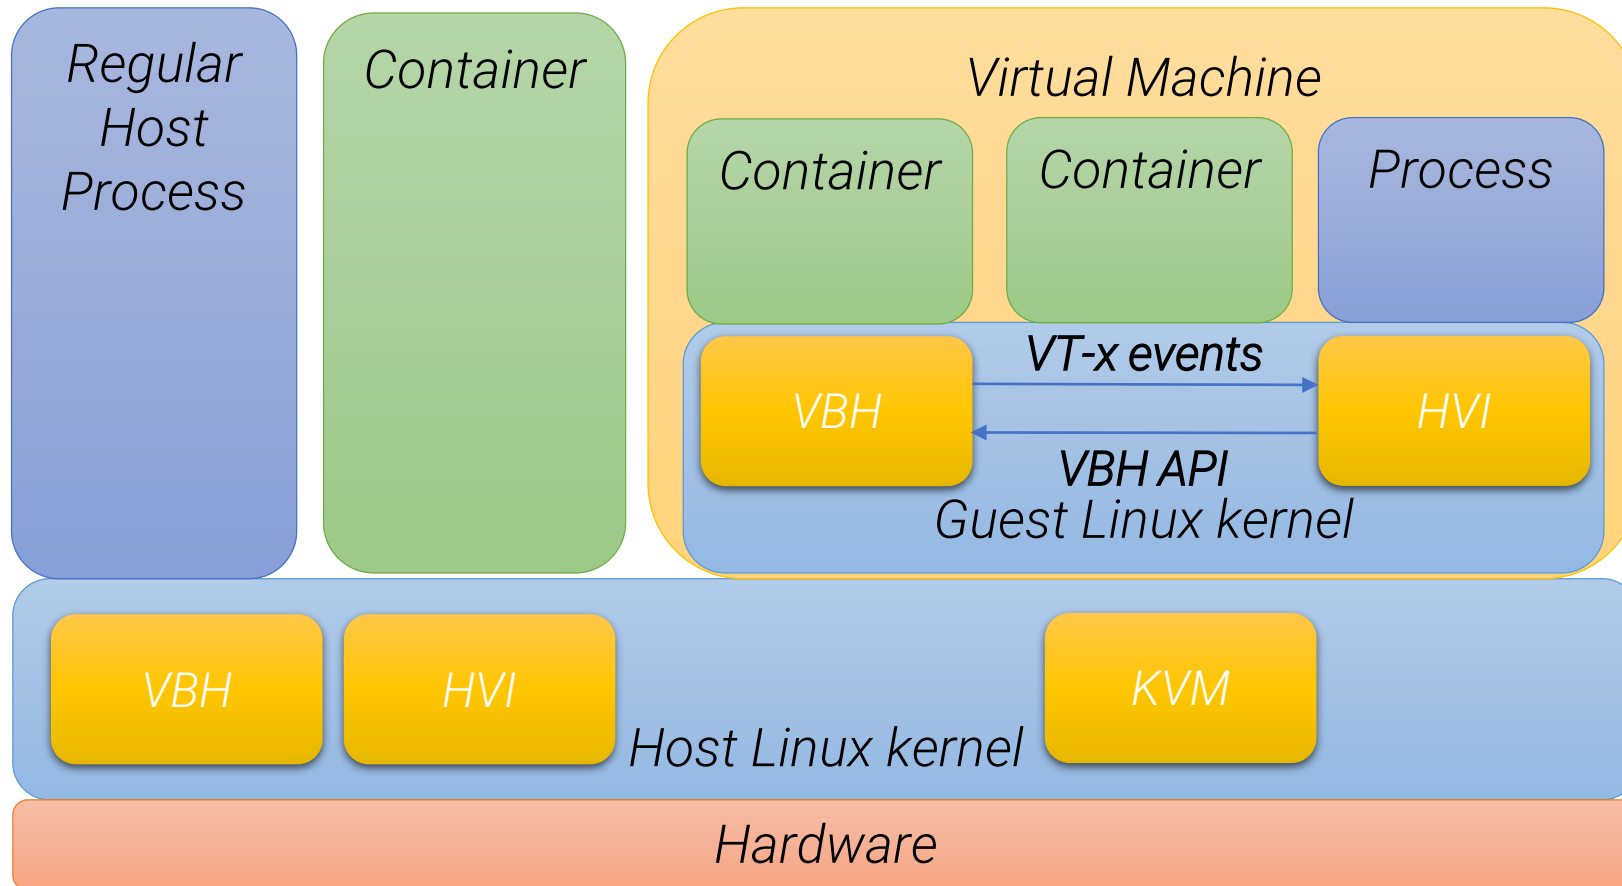 Regular
Host
Process
Container
Virtual Machine
Container
Container
Process
VT-x events
VBH
HVI
VBH API
Guest Linux kernel
VBH
HVI
KVM
Host Linux kernel
Hardware